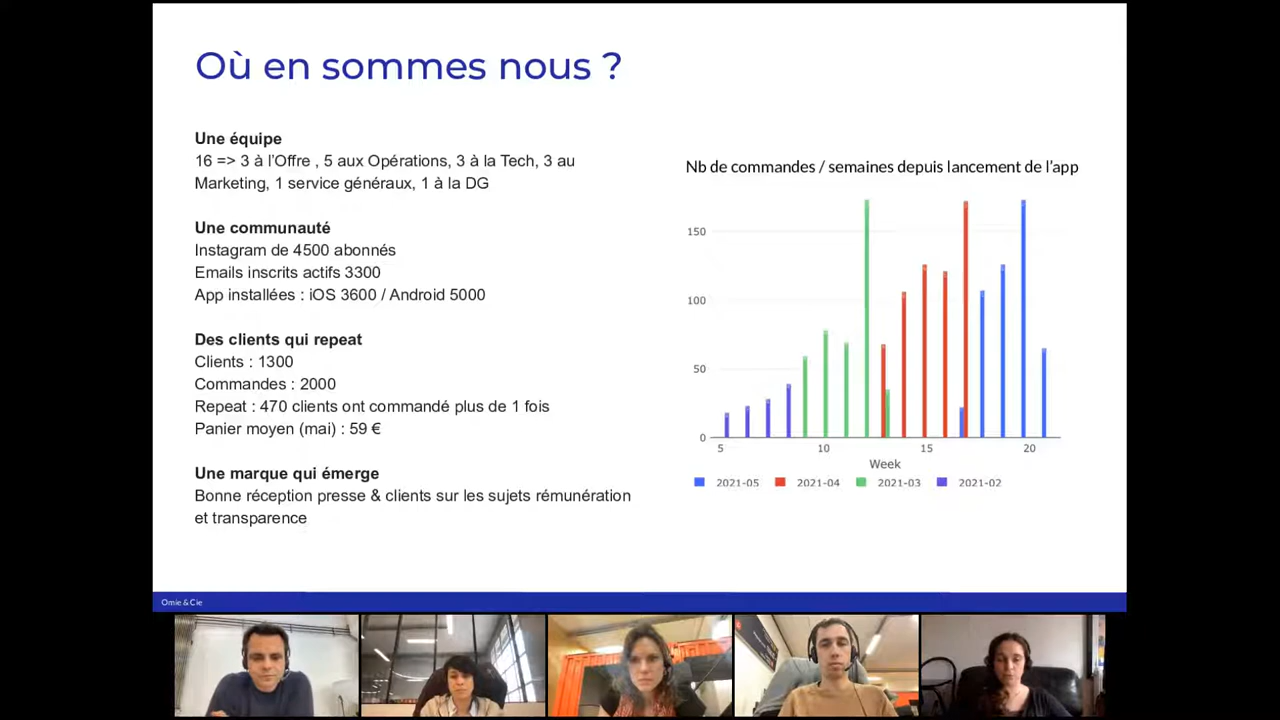 Où en sommes nous ?
Une équipe
16 => 3 à l'Offre , 5 aux Opérations, 3 à la Tech, 3 au
Marketing, 1 service généraux, 1 à la DG
Une communauté
Instagram de 4500 abonnés
Emails inscrits actifs 3300
App installées : iOS 3600 / Android 5000
Des clients qui repeat
Clients : 1300
Commandes : 2000
Repeat : 470 clients ont commandé plus de 1 fois
Panier moyen (mai) : 59 €
Une marque qui émerge
Bonne réception presse & clients sur les sujets rémunération
et transparence
Nb de commandes / semaines depuis lancement de l'app
150
100
50
0
5 10 15 20
Week
2021-05 2021-04 2021-03 2021-02
Omie & Cie